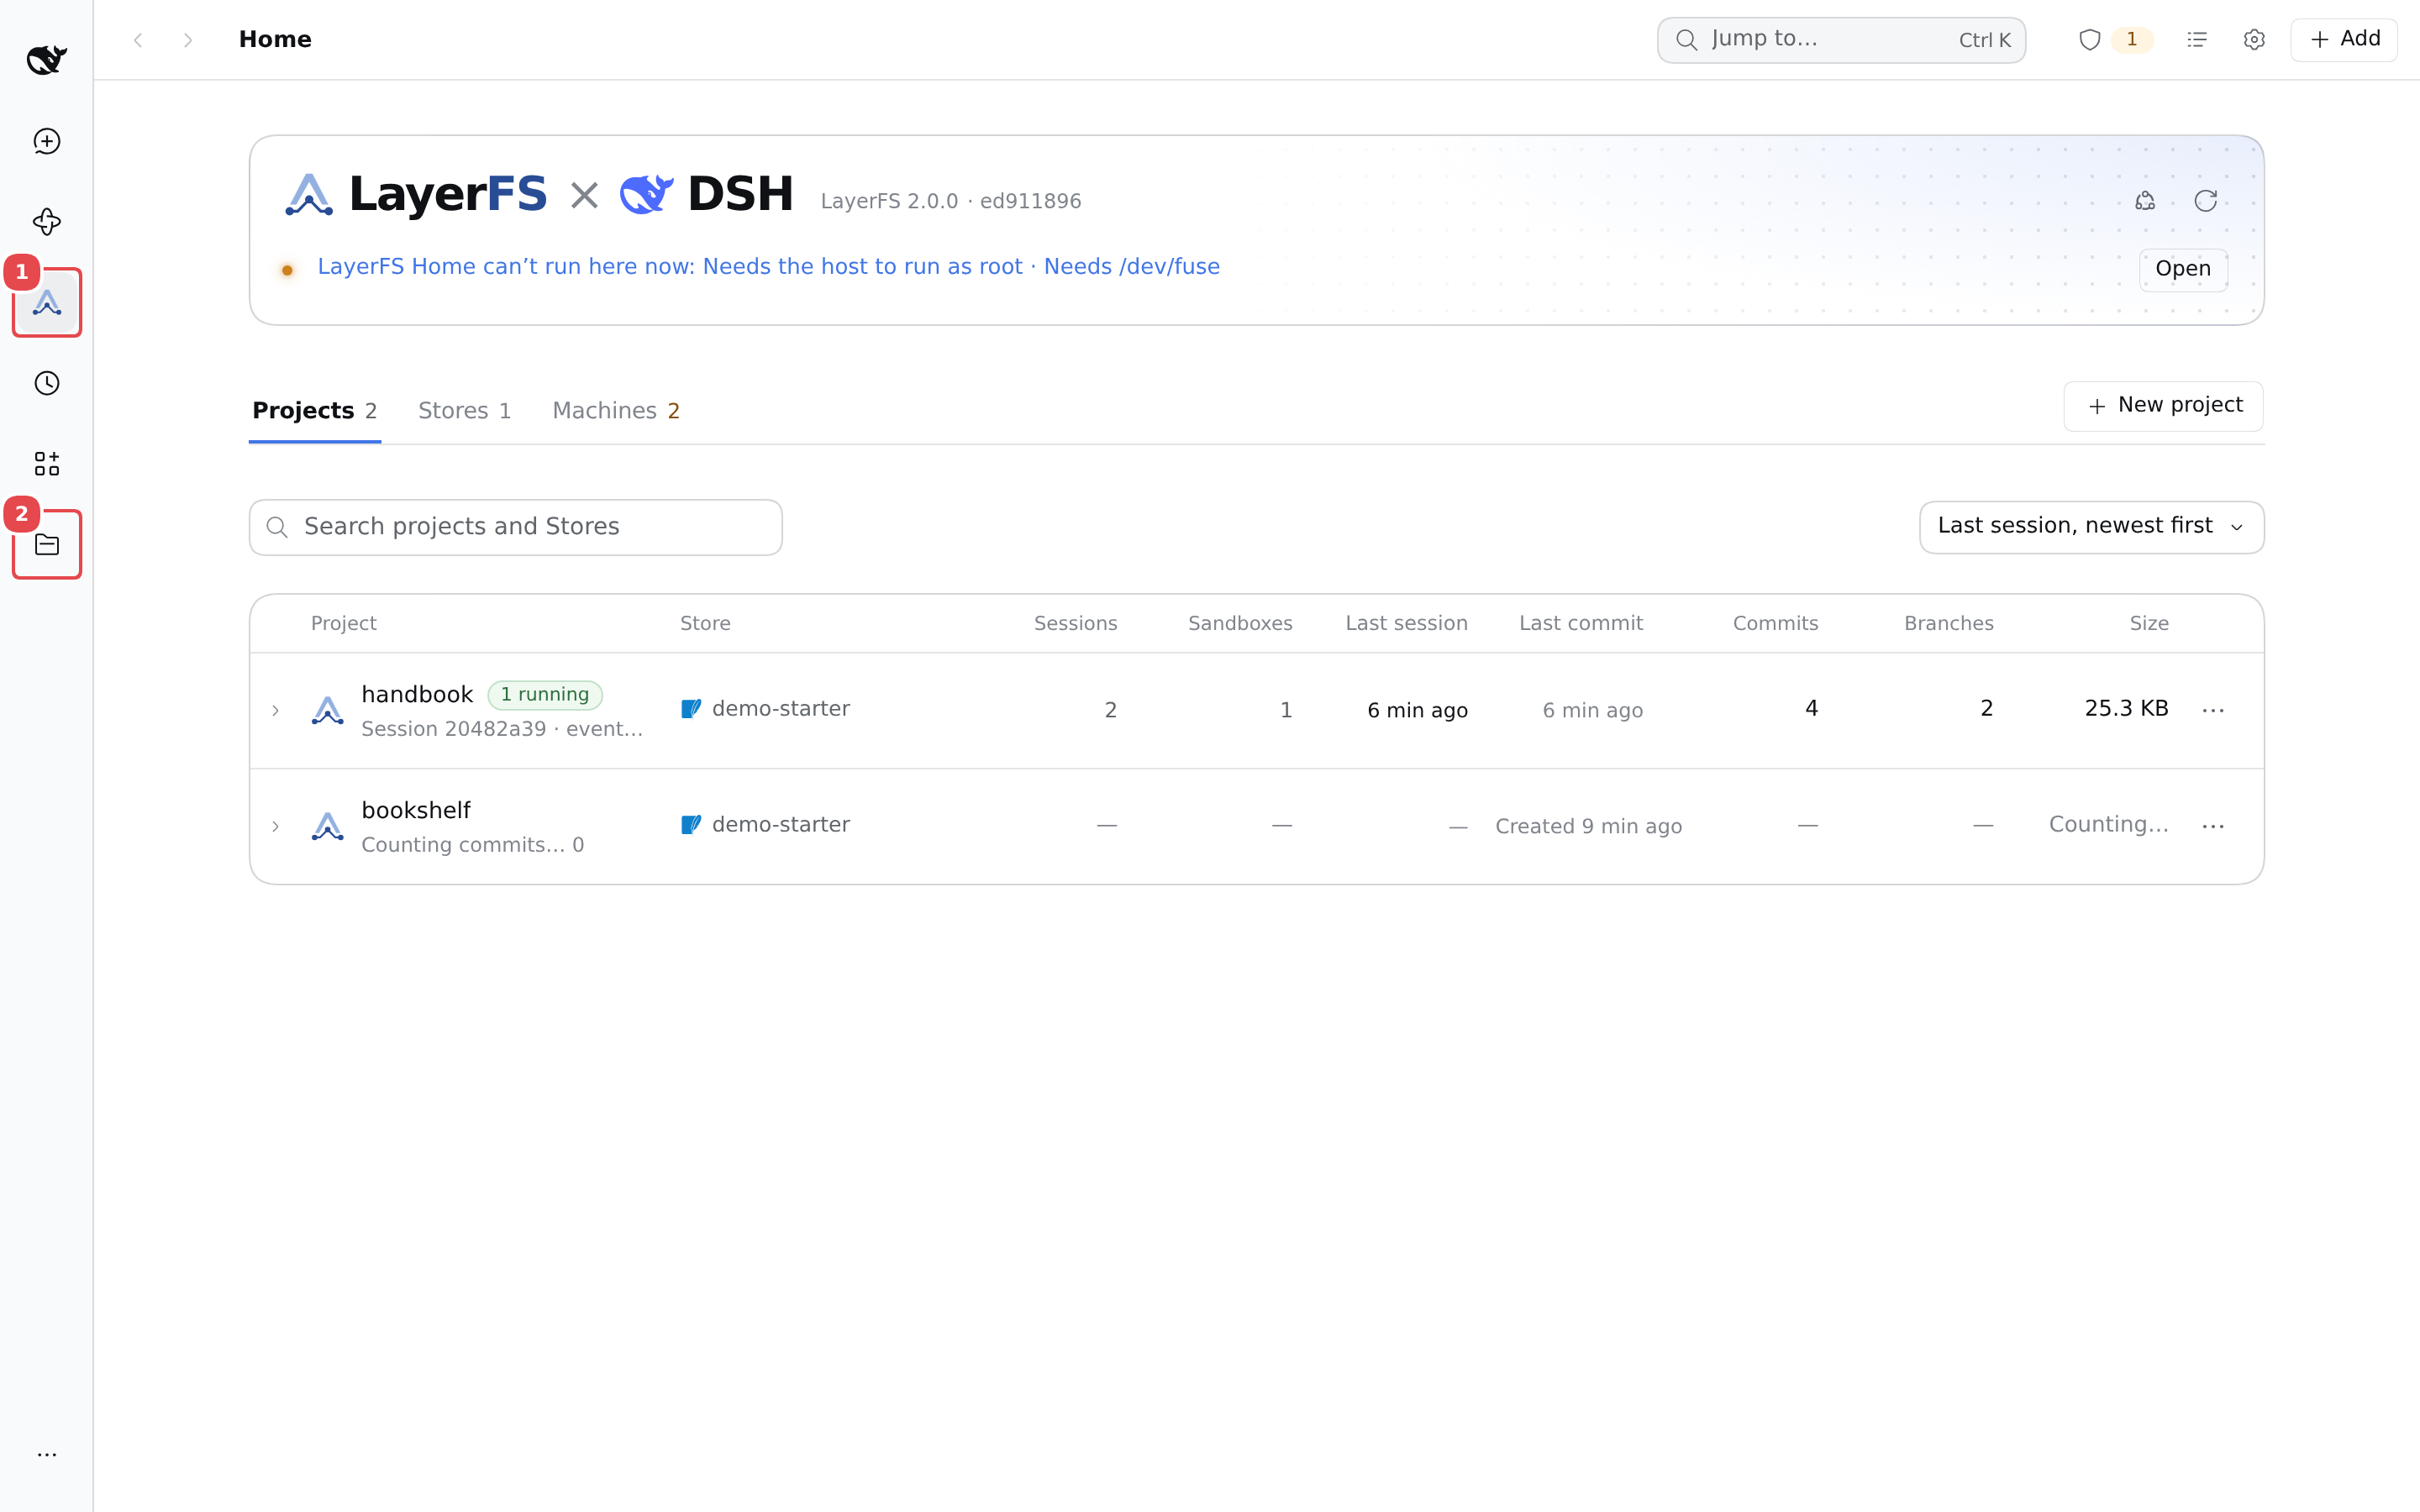 Home
Jump to...
Ctrl K
1
Add
LayerFS × DSH LayerFS 2.0.0 · ed911896
LayerFS Home can’t run here now: Needs the host to run as root · Needs /dev/fuse
Open
1
2
Projects 2
Stores 1
Machines 2
New project
Search projects and Stores
Last session, newest first
Project Store Sessions Sandboxes Last session Last commit Commits Branches Size
handbook 1 running
Session 20482a39 · event...
demo-starter 2 1 6 min ago 6 min ago 4 2 25.3 KB
bookshelf
Counting commits... 0
demo-starter — — — Created 9 min ago — — Counting...